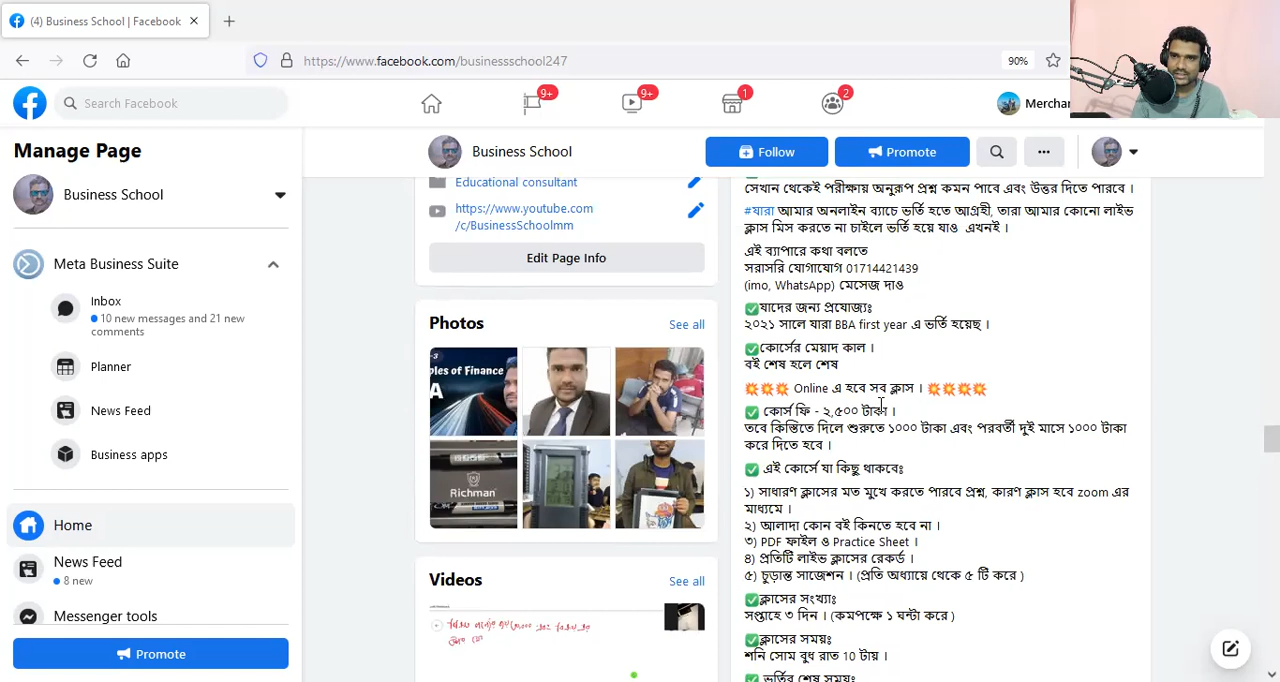 (4) Business School | Facebook
https://www.facebook.com/businessschool247
90%
Search Facebook
9+
9+
1
2
Merchan
Manage Page
Business School
Meta Business Suite
Inbox
10 new messages and 21 new
comments
Planner
News Feed
Business apps
Home
News Feed
8 new
Messenger tools
Promote
Business School
Follow
Promote
Educational consultant
https://www.youtube.com
/c/BusinessSchoolmm
Edit Page Info
Photos
See all
ples of Finance
Richman
Videos
See all
সেখান থেকেই পরীক্ষায় অনুরূপ প্রশ্ন কমন পাবে এবং উত্তর দিতে পারবে ।
#যারা আমার অনলাইন ব্যাচে ভর্তি হতে আগ্রহী, তারা আমার কোনো লাইভ
ক্লাস মিস করতে না চাইলে ভর্তি হয়ে যাও এখনই ।
এই ব্যাপারে কথা বলতে
সরাসরি যোগাযোগ 01714421439
(imo, WhatsApp) মেসেজ দাও
✅যাদের জন্য প্রযোজ্যঃ
২০২১ সালে যারা BBA first year এ ভর্তি হয়েছ ।
✅কোর্সের মেয়াদ কাল ।
বই শেষ হলে শেষ
💥💥💥 Online এ হবে সব ক্লাস । 💥💥💥💥
✅ কোর্স ফি - ২,৫০০ টাকা ।
তবে কিস্তিতে দিলে শুরুতে ১০০০ টাকা এবং পরবর্তী দুই মাসে ১০০০ টাকা
করে দিতে হবে ।
✅ এই কোর্সে যা কিছু থাকবেঃ
১) সাধারণ ক্লাসের মত মুখে করতে পারবে প্রশ্ন, কারণ ক্লাস হবে zoom এর
মাধ্যমে ।
২) আলাদা কোন বই কিনতে হবে না ।
৩) PDF ফাইল ও Practice Sheet ।
৪) প্রতিটি লাইভ ক্লাসের রেকর্ড ।
৫) চুড়ান্ত সাজেশন । (প্রতি অধ্যায়ে থেকে ৫ টি করে )
✅ক্লাসের সংখ্যাঃ
সপ্তাহে ৩ দিন । (কমপক্ষে ১ ঘন্টা করে )
✅ক্লাসের সময়ঃ
শনি সোম বুধ রাত 10 টায় ।
ভর্তির শেষ সময়ঃ